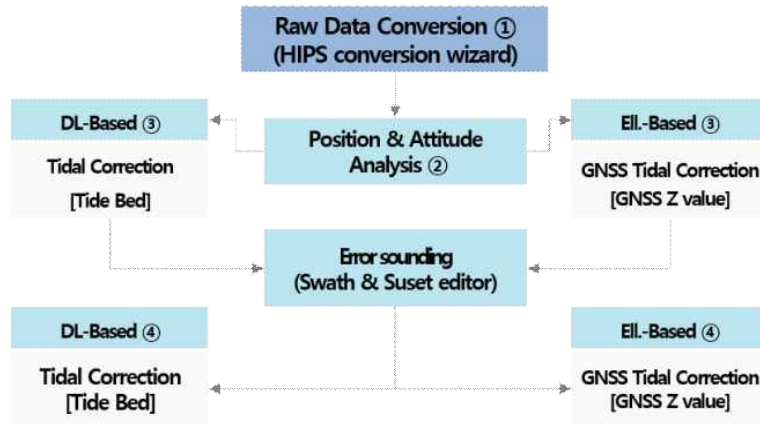 Raw Data Conversion ①
(HIPS conversion wizard)
DL-Based ③
Tidal Correction
[Tide Bed]
Position & Attitude
Analysis ②
Ell.-Based ③
GNSS Tidal Correction
[GNSS Z value]
Error sounding
(Swath & Suset editor)
DL-Based ④
Tidal Correction
[Tide Bed]
Ell.-Based ④
GNSS Tidal Correction
[GNSS Z value]